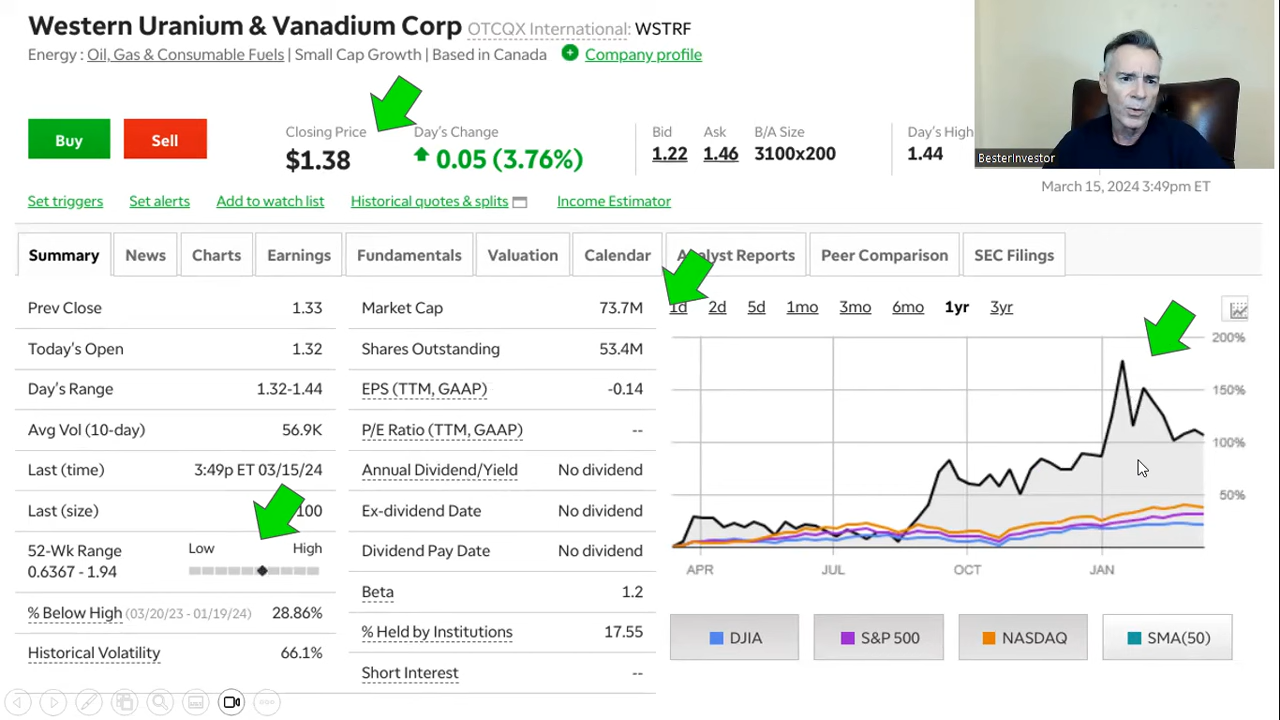 Western Uranium & Vanadium Corp OTCQX International: WSTRF
Energy : Oil, Gas & Consumable Fuels | Small Cap Growth | Based in Canada Company profile
Buy
Sell
Closing Price
$1.38
Day's Change
0.05 (3.76%)
Bid
1.22
Ask
1.46
B/A Size
3100x200
Day's High
1.44
BesterInvestor
March 15, 2024 3:49pm ET
Set triggers
Set alerts
Add to watch list
Historical quotes & splits
Income Estimator
Summary
News
Charts
Earnings
Fundamentals
Valuation
Calendar
Analyst Reports
Peer Comparison
SEC Filings
Prev Close 1.33
Today's Open 1.32
Day's Range 1.32-1.44
Avg Vol (10-day) 56.9K
Last (time) 3:49p ET 03/15/24
Last (size) 100
52-Wk Range
0.6367 - 1.94
Low High
% Below High (03/20/23 - 01/19/24) 28.86%
Historical Volatility 66.1%
Market Cap 73.7M
Shares Outstanding 53.4M
EPS (TTM, GAAP) -0.14
P/E Ratio (TTM, GAAP) --
Annual Dividend/Yield No dividend
Ex-dividend Date No dividend
Dividend Pay Date No dividend
Beta 1.2
% Held by Institutions 17.55
Short Interest --
1d 2d 5d 1mo 3mo 6mo 1yr 3yr
200%
150%
100%
50%
APR JUL OCT JAN
DJIA
S&P 500
NASDAQ
SMA(50)